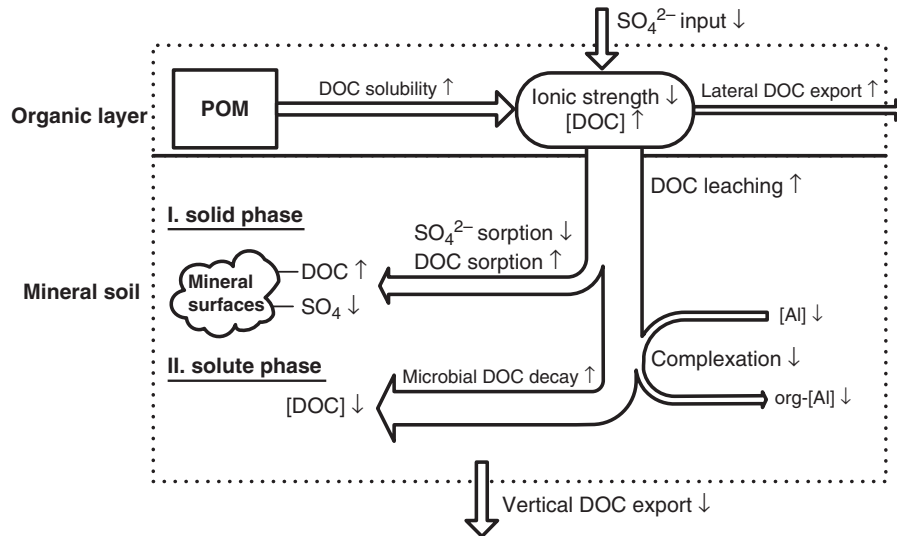 SO₄²⁻ input ↓
Organic layer
POM
DOC solubility ↑
Ionic strength ↓
[DOC] ↑
Lateral DOC export ↑
DOC leaching ↑
Mineral soil
I. solid phase
SO₄²⁻ sorption ↓
DOC sorption ↑
Mineral
surfaces
DOC ↑
SO₄ ↓
[Al] ↓
Complexation ↓
org-[Al] ↓
II. solute phase
Microbial DOC decay ↑
[DOC] ↓
Vertical DOC export ↓